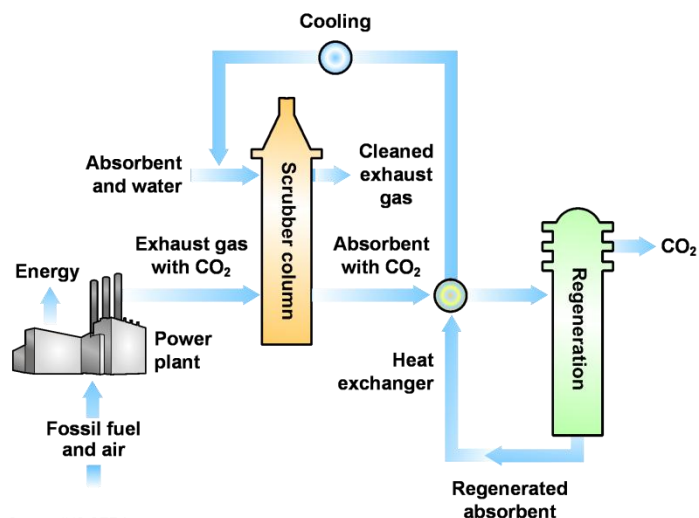 Cooling
Absorbent
and water
Scrubber column
Cleaned
exhaust
gas
Exhaust gas
with CO₂
Absorbent
with CO₂
CO₂
Energy
Regeneration
Power
plant
Heat
exchanger
Fossil fuel
and air
Regenerated
absorbent